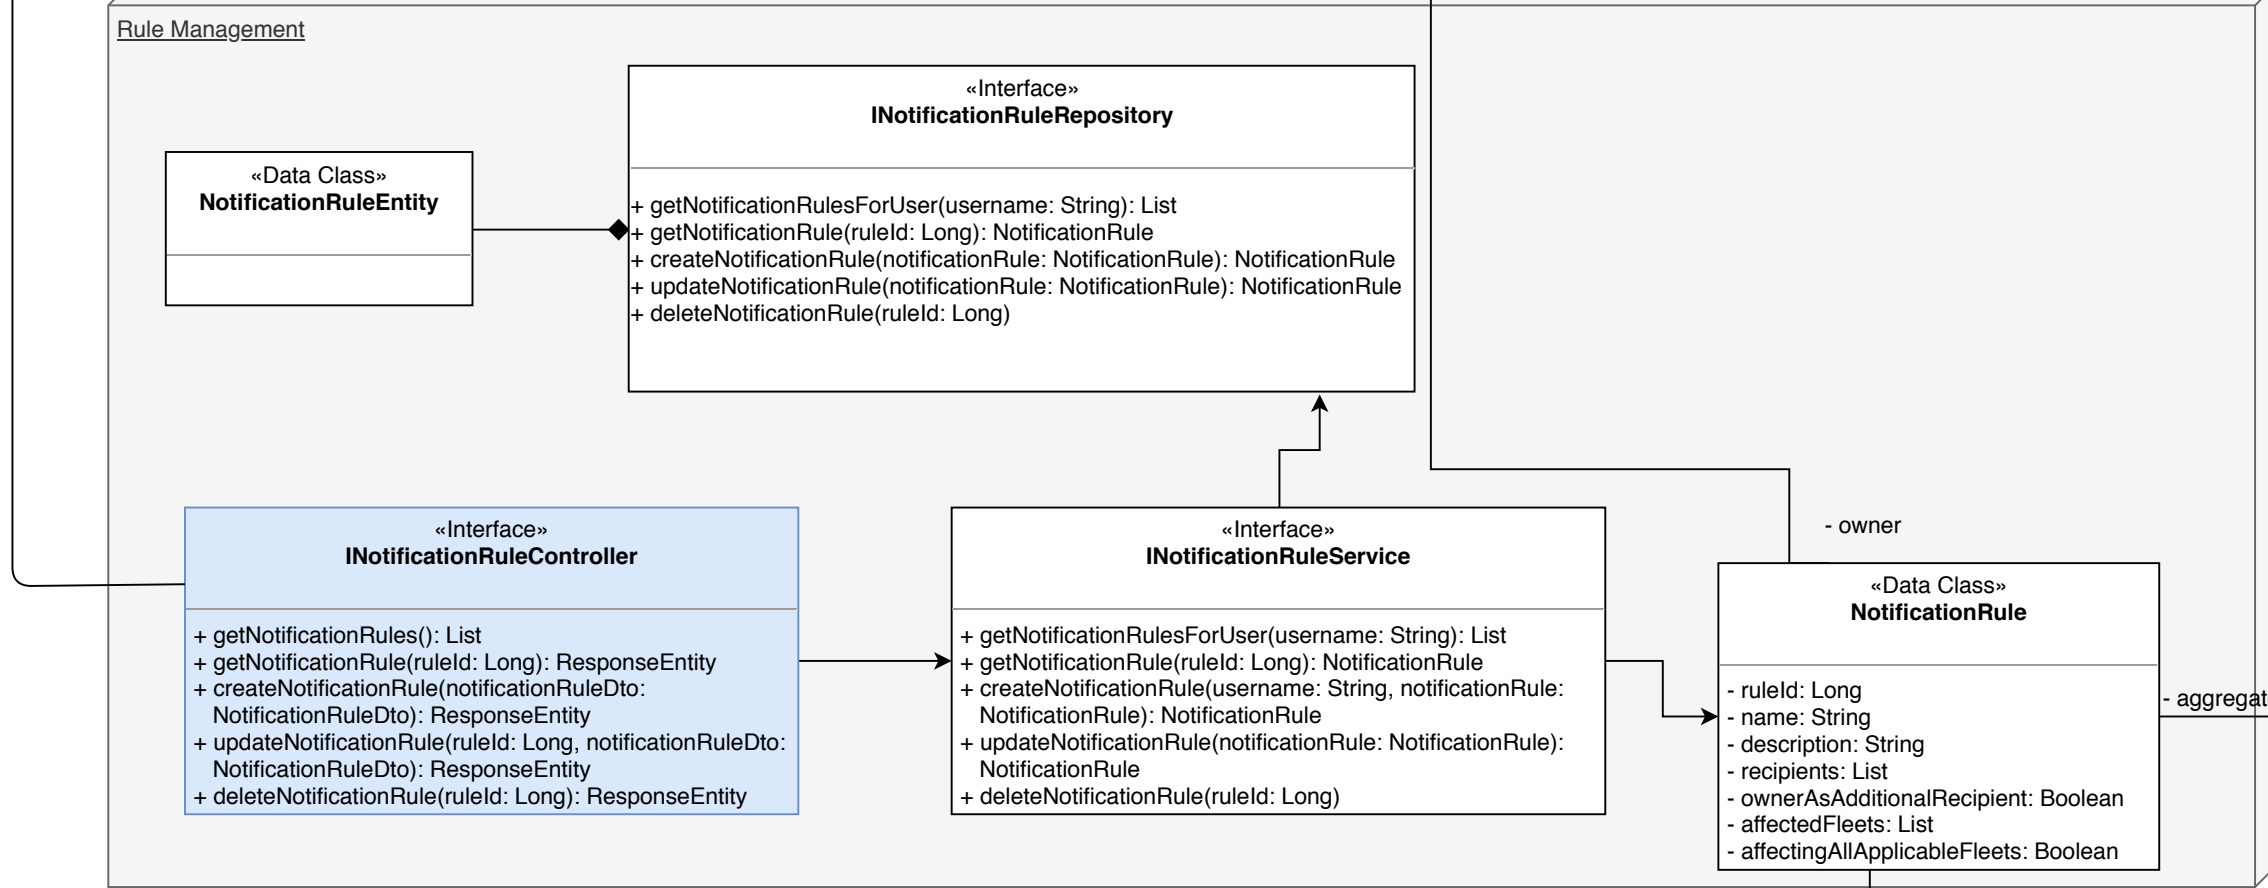 Rule Management
«Interface»
INotificationRuleRepository
+ getNotificationRulesForUser(username: String): List
+ getNotificationRule(ruleId: Long): NotificationRule
+ createNotificationRule(notificationRule: NotificationRule): NotificationRule
+ updateNotificationRule(notificationRule: NotificationRule): NotificationRule
+ deleteNotificationRule(ruleId: Long)
«Data Class»
NotificationRuleEntity
«Interface»
INotificationRuleController
+ getNotificationRules(): List
+ getNotificationRule(ruleId: Long): ResponseEntity
+ createNotificationRule(notificationRuleDto:
NotificationRuleDto): ResponseEntity
+ updateNotificationRule(ruleId: Long, notificationRuleDto:
NotificationRuleDto): ResponseEntity
+ deleteNotificationRule(ruleId: Long): ResponseEntity
«Interface»
INotificationRuleService
+ getNotificationRulesForUser(username: String): List
+ getNotificationRule(ruleId: Long): NotificationRule
+ createNotificationRule(username: String, notificationRule:
NotificationRule): NotificationRule
+ updateNotificationRule(notificationRule: NotificationRule):
NotificationRule
+ deleteNotificationRule(ruleId: Long)
- owner
«Data Class»
NotificationRule
- ruleId: Long
- name: String
- description: String
- recipients: List
- ownerAsAdditionalRecipient: Boolean
- affectedFleets: List
- affectingAllApplicableFleets: Boolean
- aggregat